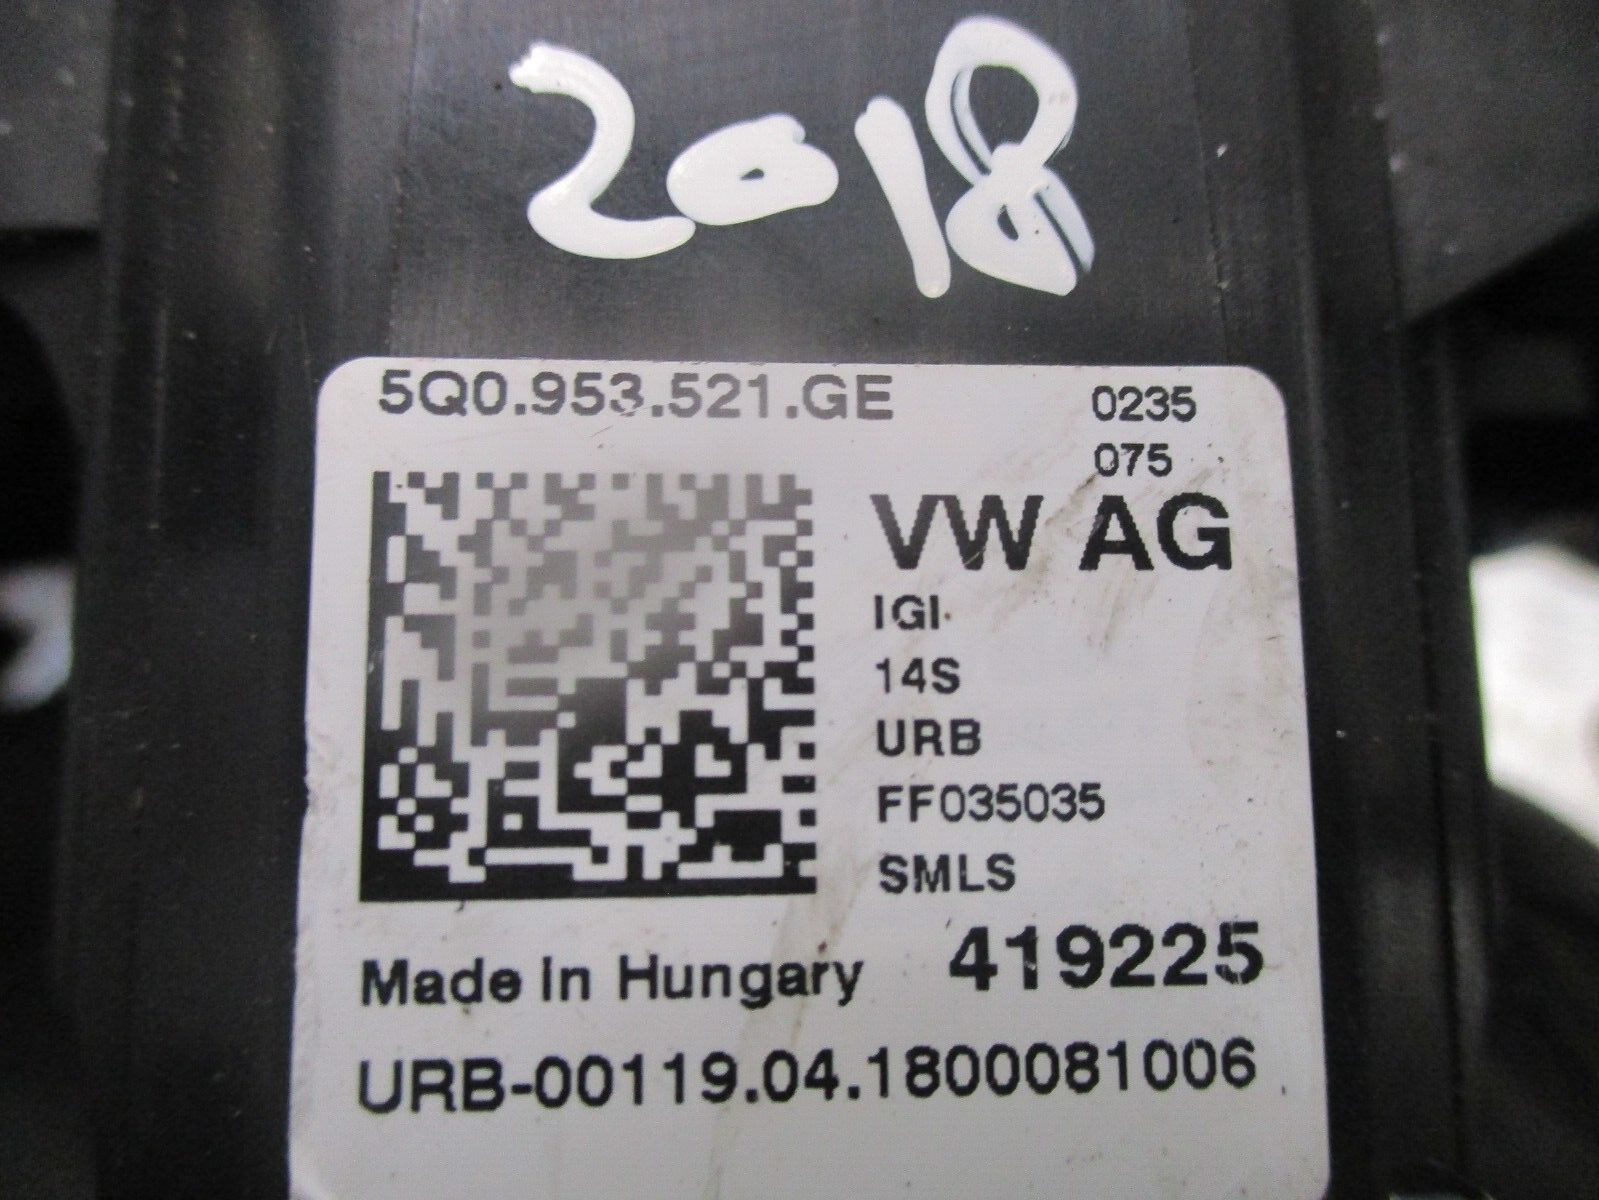 2018
5Q0.953.521.GE
0235
075
VW AG
IGI
14S
URB
FF035035
SMLS
Made In Hungary 419225
URB-00119.04.1800081006